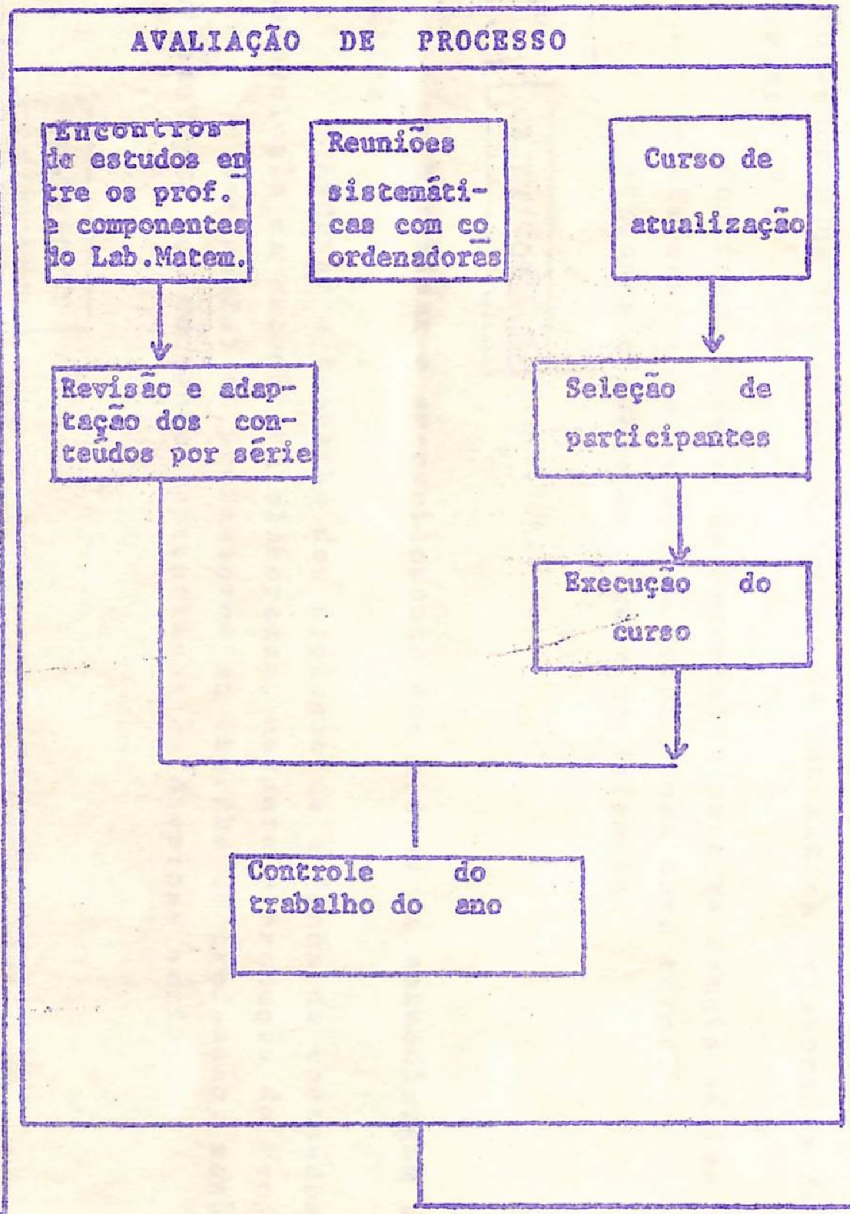 AVALIAÇÃO DE PROCESSO
Encontros
de estudos en
tre os prof.
e componentes
do Lab.Matem.
Reuniões
sistemáti-
cas com co
ordenadores
Curso de
atualização
Revisão e adap-
tação dos con-
teúdos por série
Seleção de
participantes
Execução do
curso
Controle do
trabalho do ano